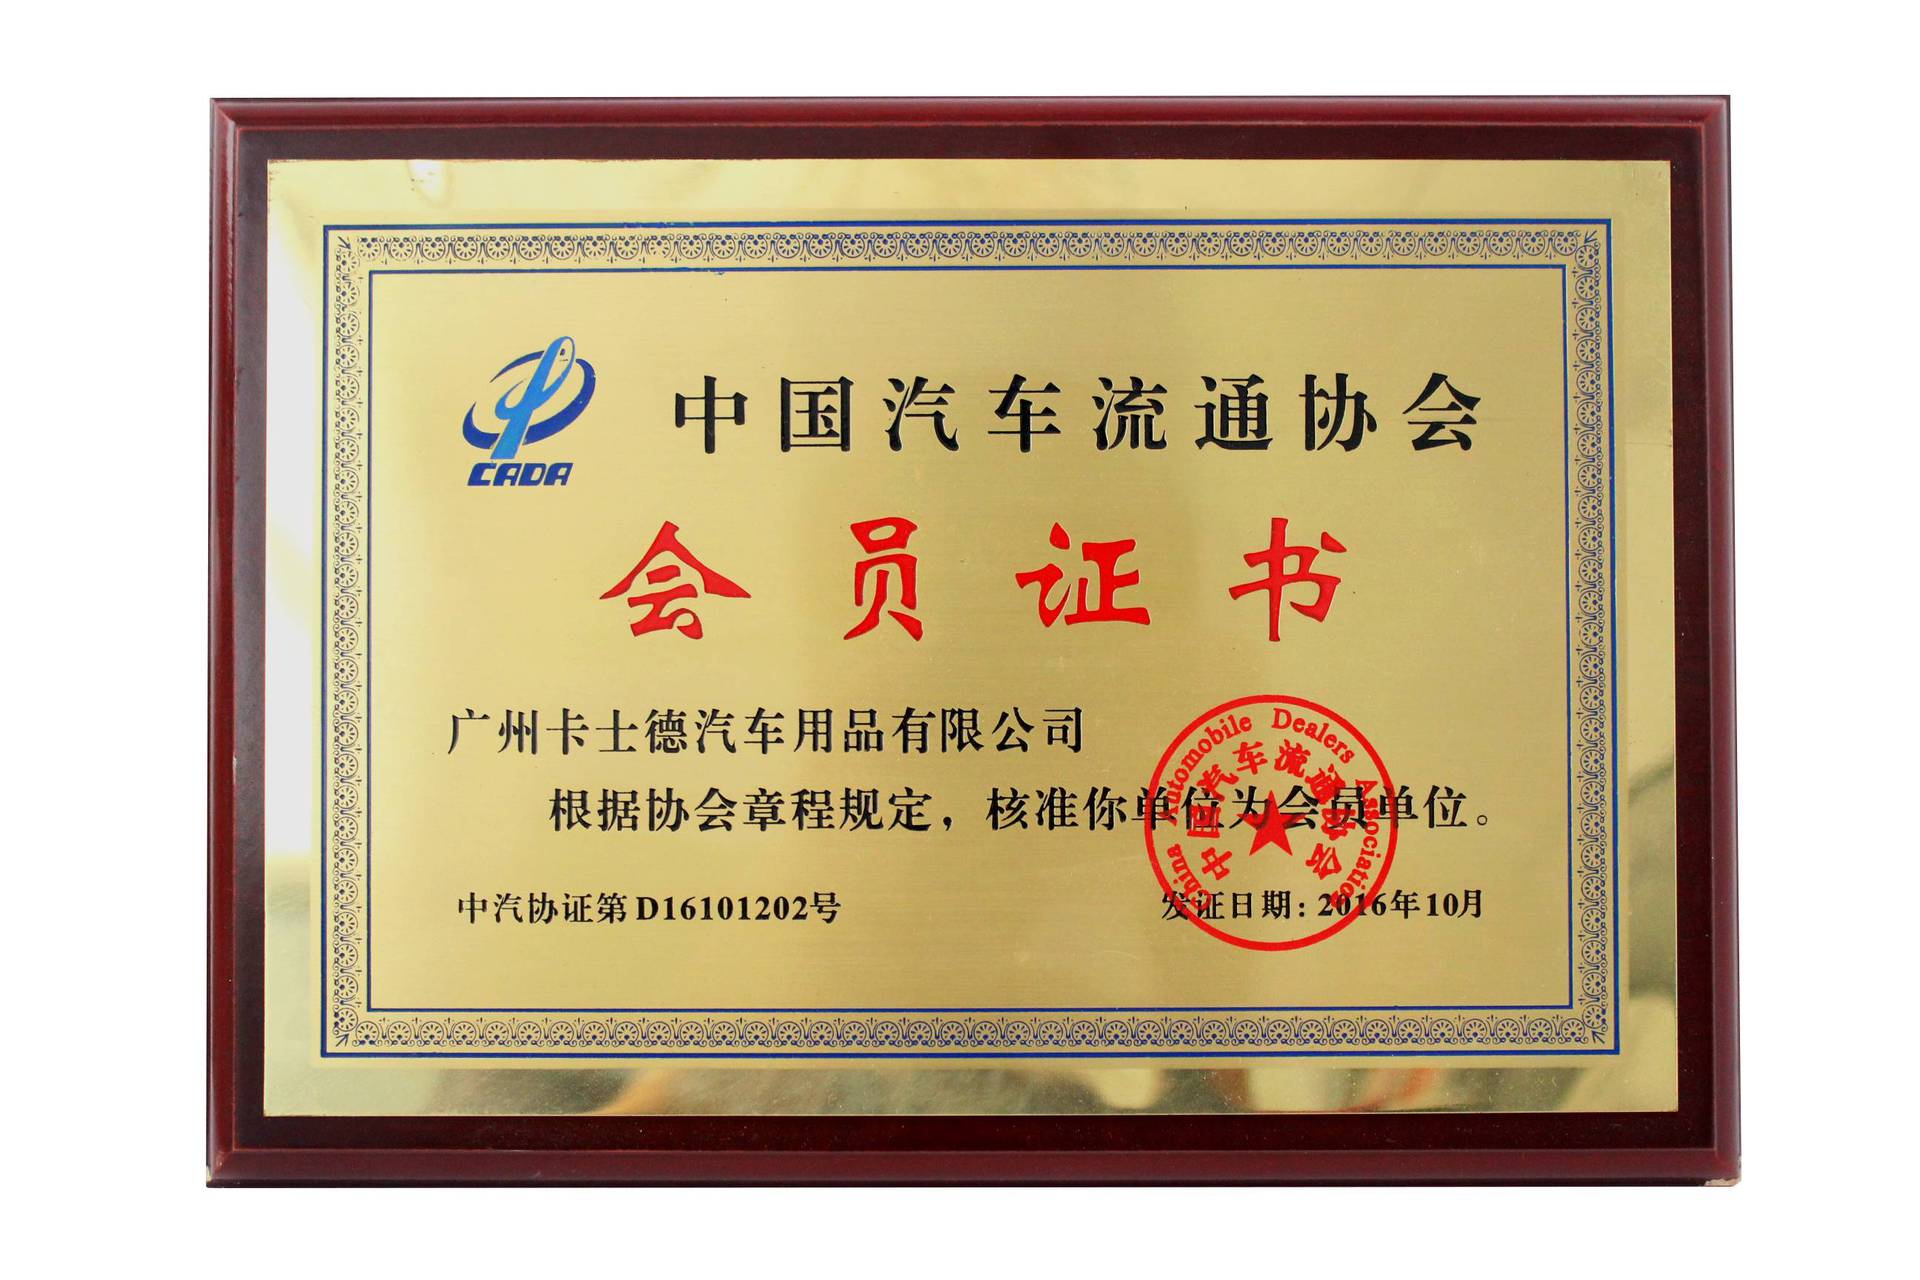 CADA
中国汽车流通协会
会员证书
广州卡士德汽车用品有限公司
根据协会章程规定，核准你单位为会员单位。
中汽协证第D16101202号
发证日期：2016年10月
China Automobile Dealers Association
中国汽车流通协会